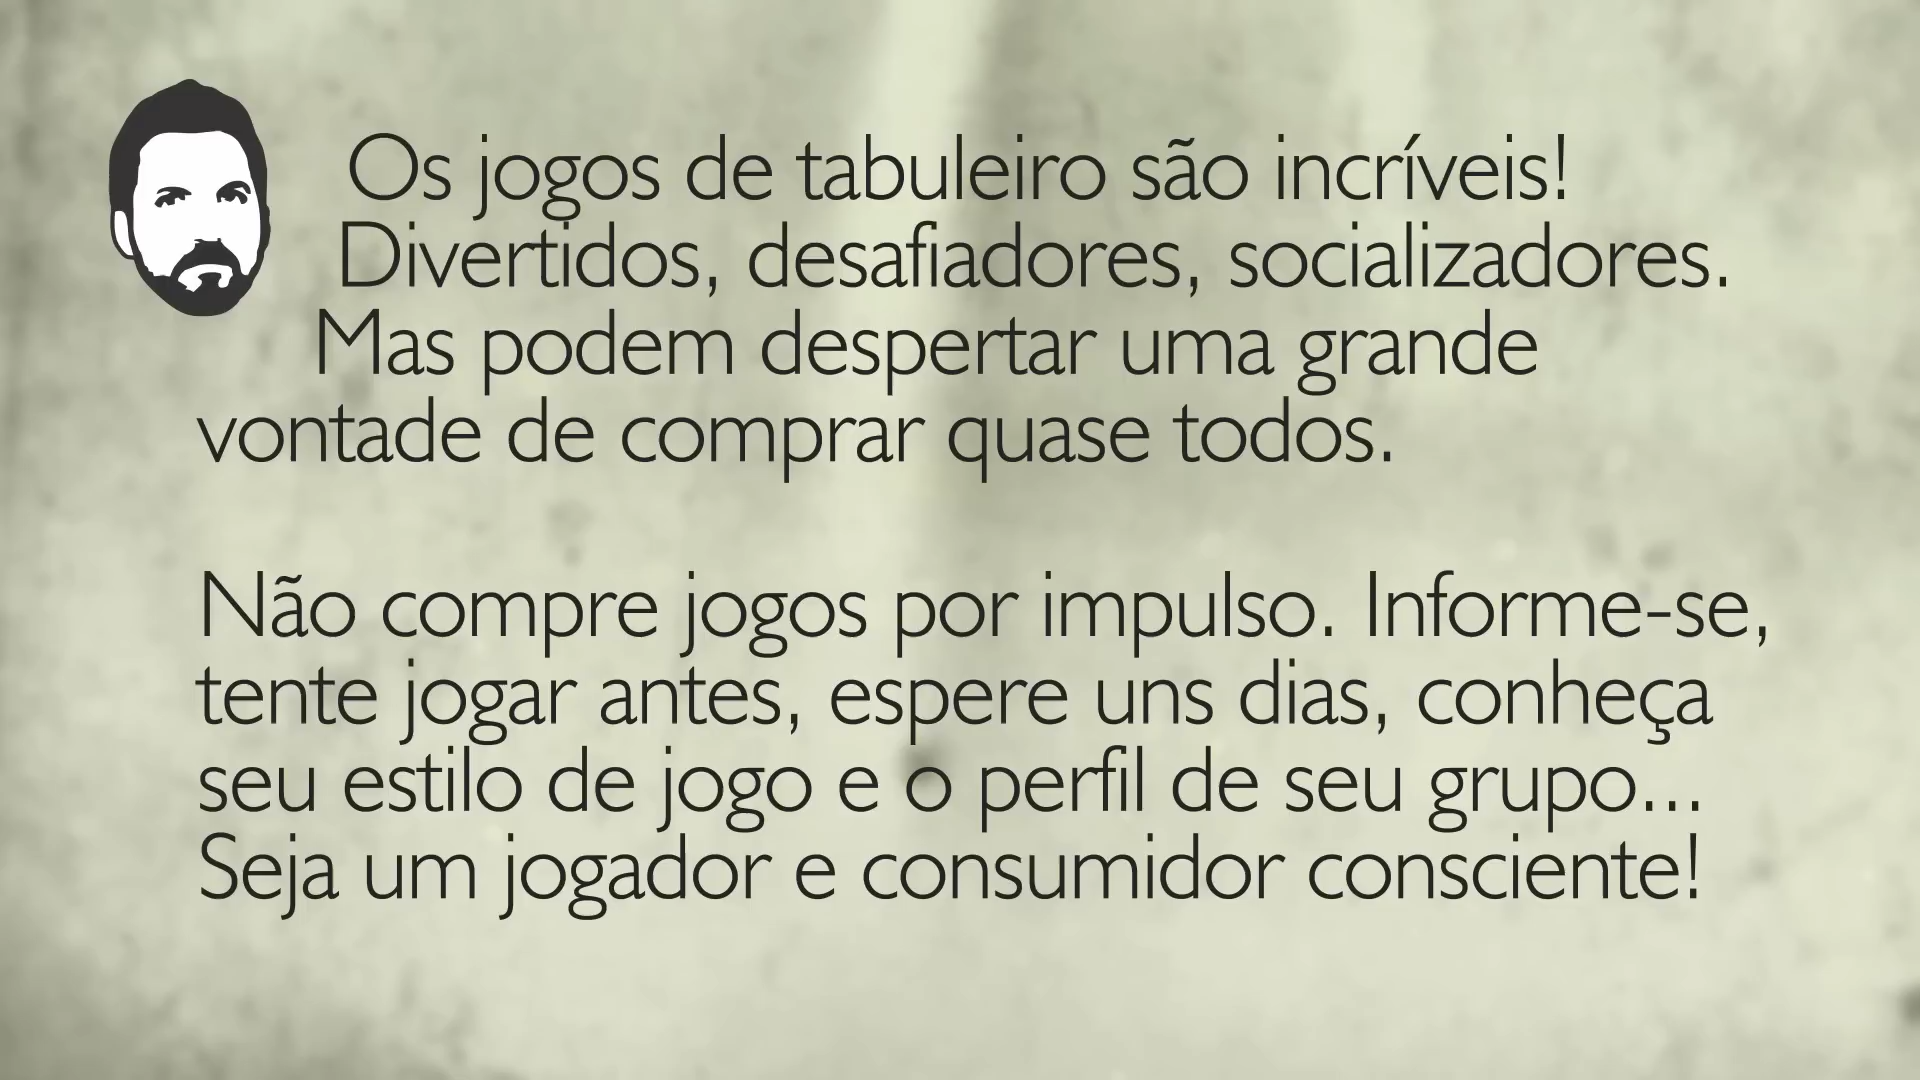 Os jogos de tabuleiro são incríveis!
Divertidos, desafiadores, socializadores.
Mas podem despertar uma grande
vontade de comprar quase todos.
Não compre jogos por impulso. Informe-se,
tente jogar antes, espere uns dias, conheça
seu estilo de jogo e o perfil de seu grupo...
Seja um jogador e consumidor consciente!